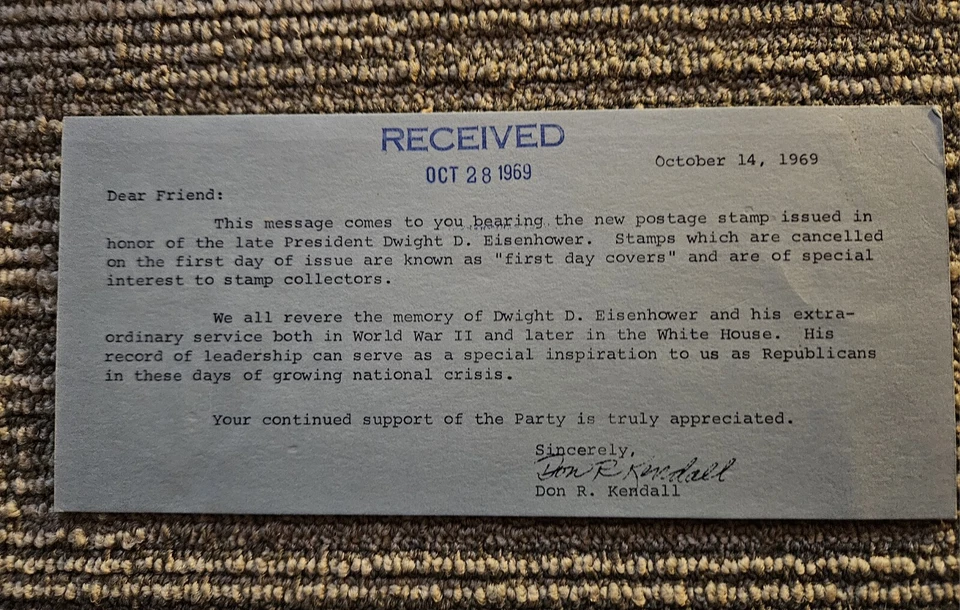 RECEIVED
OCT 28 1969
October 14, 1969
Dear Friend:
This message comes to you bearing the new postage stamp issued in
honor of the late President Dwight D. Eisenhower. Stamps which are cancelled
on the first day of issue are known as "first day covers" and are of special
interest to stamp collectors.
We all revere the memory of Dwight D. Eisenhower and his extra-
ordinary service both in World War II and later in the White House. His
record of leadership can serve as a special inspiration to us as Republicans
in these days of growing national crisis.
Your continued support of the Party is truly appreciated.
Sincerely,
Don R Kendall
Don R. Kendall